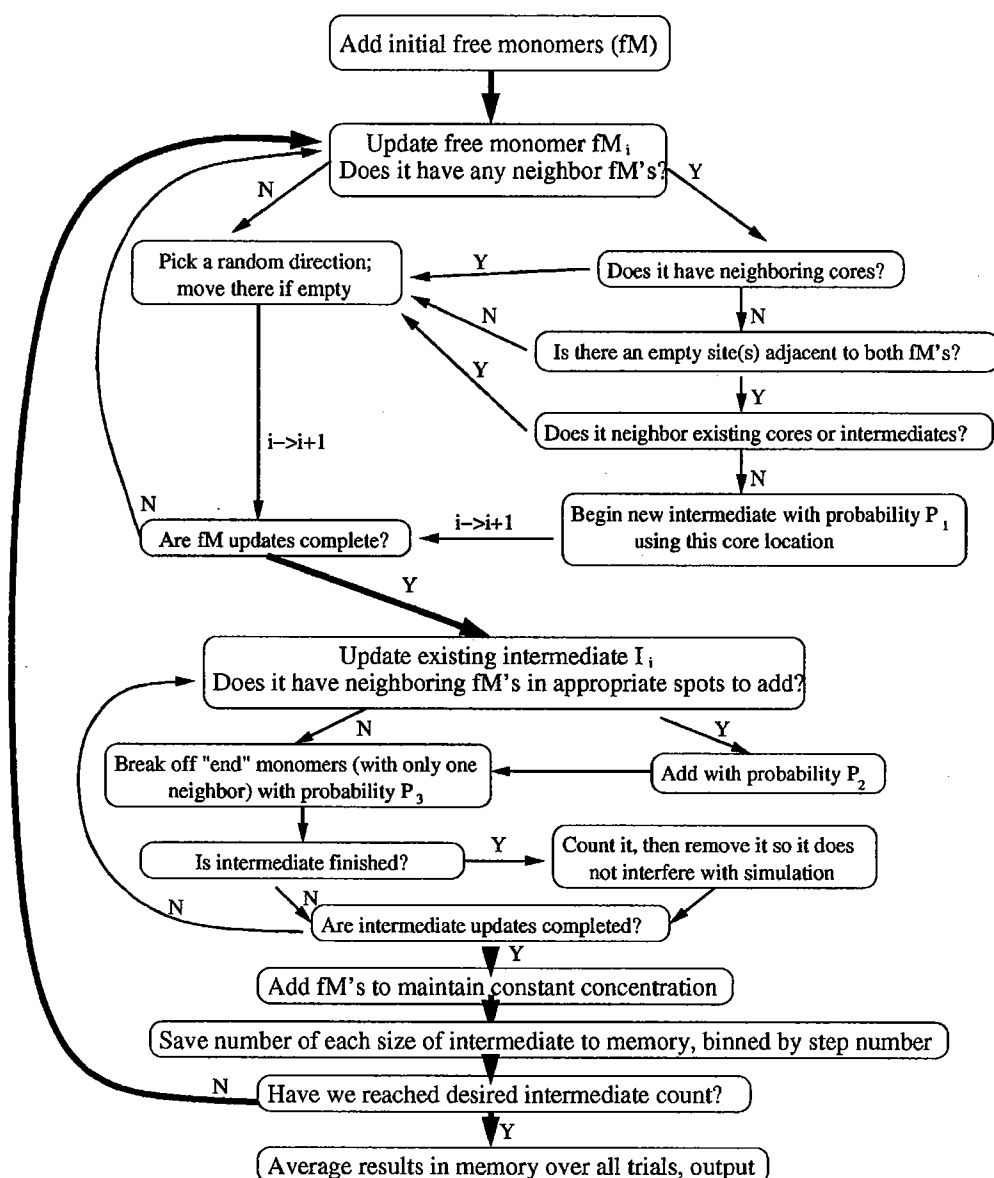 Add initial free monomers (fM)
Update free monomer fM i
Does it have any neighbor fM's?
N
Y
Pick a random direction;
move there if empty
Y
Does it have neighboring cores?
N
N
Is there an empty site(s) adjacent to both fM's?
Y
Y
Does it neighbor existing cores or intermediates?
i->i+1
N
N
Begin new intermediate with probability P 1
using this core location
i->i+1
Are fM updates complete?
Y
Update existing intermediate I i
Does it have neighboring fM's in appropriate spots to add?
N
Y
Break off "end" monomers (with only one
neighbor) with probability P 3
Add with probability P 2
Is intermediate finished?
Y
Count it, then remove it so it does
not interfere with simulation
N
N
Are intermediate updates completed?
Y
Add fM's to maintain constant concentration
Save number of each size of intermediate to memory, binned by step number
N
Have we reached desired intermediate count?
Y
Average results in memory over all trials, output